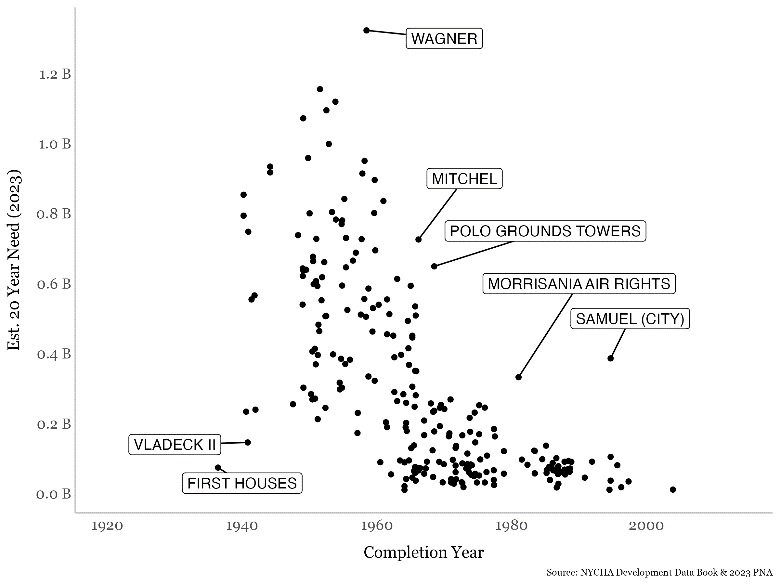 WAGNER
1.2 B
1.0 B
MITCHEL
0.8 B
POLO GROUNDS TOWERS
Est. 20 Year Need (2023)
0.6 B
MORRISANIA AIR RIGHTS
SAMUEL (CITY)
0.4 B
0.2 B
VLADECK II
FIRST HOUSES
0.0 B
1920 1940 1960 1980 2000
Completion Year
Source: NYCHA Development Data Book & 2023 PNA